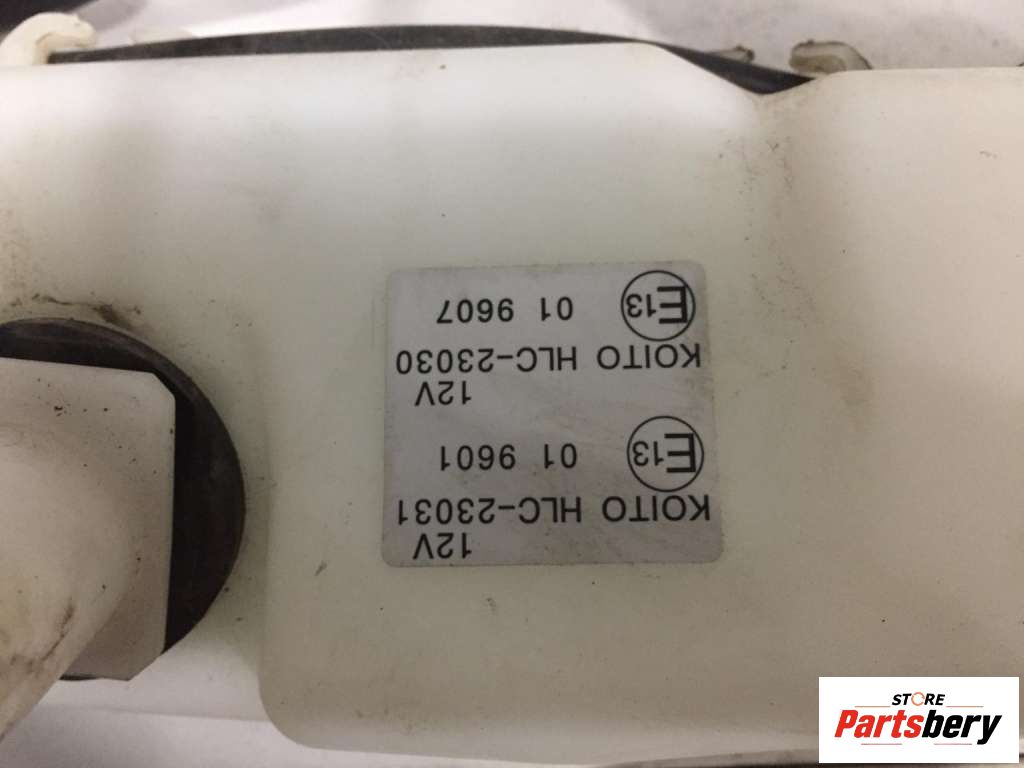 12V
KOITO HLC-23031
E13 01 9601
12V
KOITO HLC-23030
E13 01 9607
STORE
Partsbery